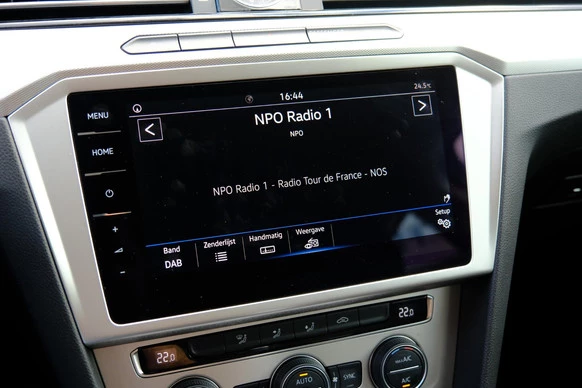 16:44
24.5°C
MENU
NPO Radio 1
NPO
HOME
NPO Radio 1 - Radio Tour de France - NOS
Setup
Band
Zenderlijst
Handmatig
Weergave
DAB
22.0
22.0
AUTO
SYNC
MAX A/C
A/C